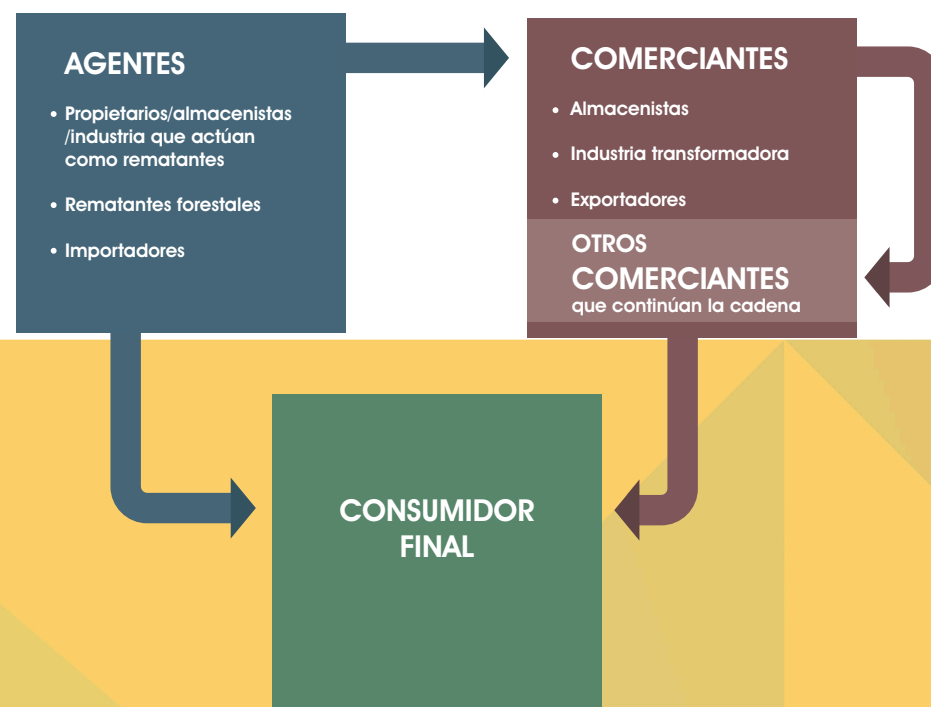 AGENTES
• Propietarios/almacenistas
/industria que actúan
como rematantes
• Rematantes forestales
• Importadores
COMERCIANTES
• Almacenistas
• Industria transformadora
• Exportadores
OTROS
COMERCIANTES
que continúan la cadena
CONSUMIDOR
FINAL